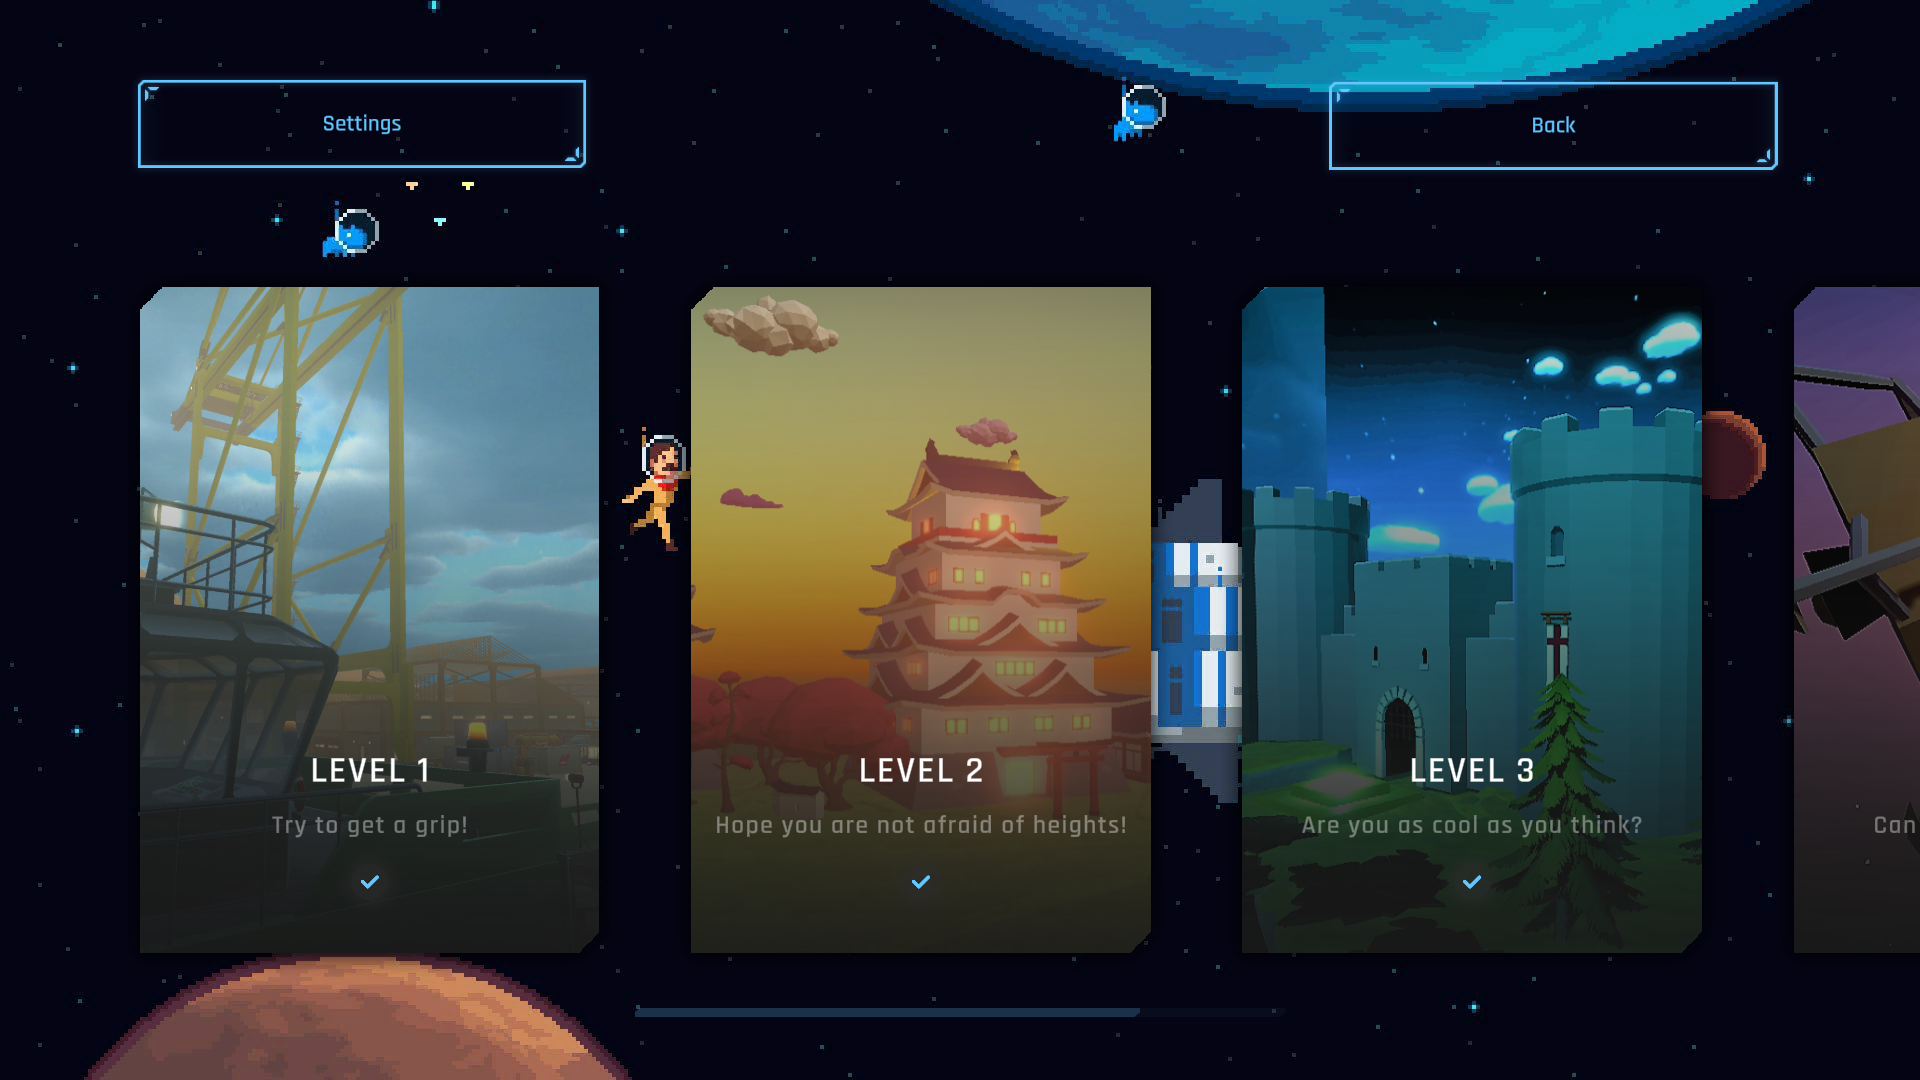 Settings
Back
LEVEL 1
Try to get a grip!
LEVEL 2
Hope you are not afraid of heights!
LEVEL 3
Are you as cool as you think?
Can